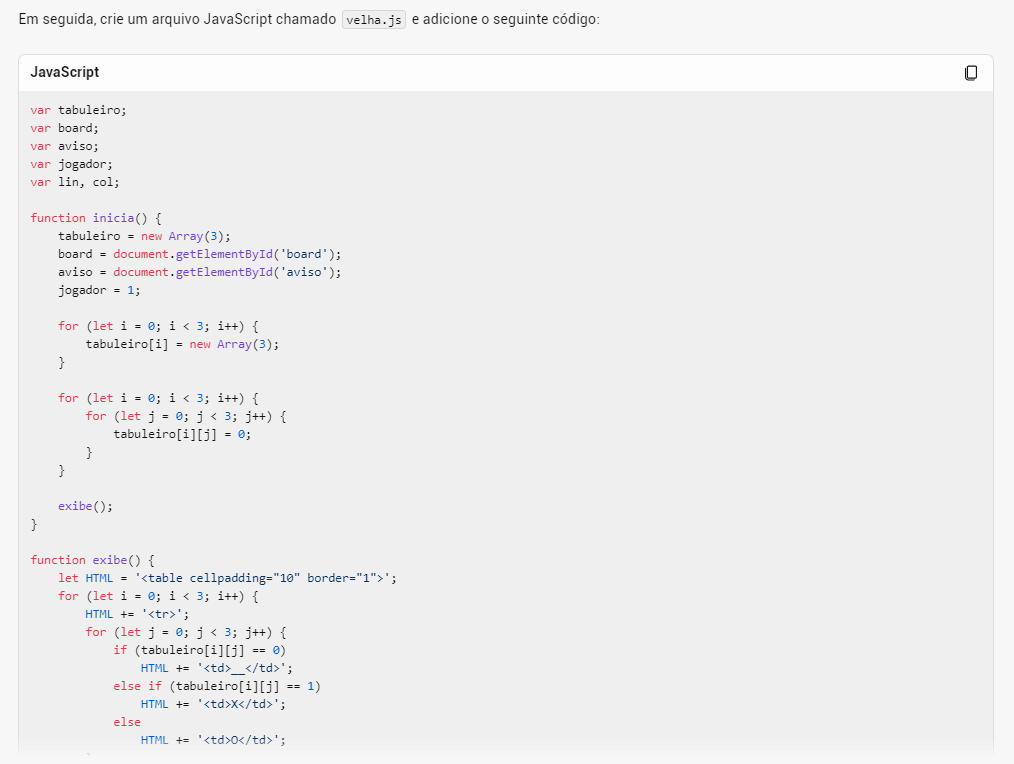 Em seguida, crie um arquivo JavaScript chamado velha.js e adicione o seguinte código:
JavaScript
var tabuleiro;
var board;
var aviso;
var jogador;
var lin, col;

function inicia() {
    tabuleiro = new Array(3);
    board = document.getElementById('board');
    aviso = document.getElementById('aviso');
    jogador = 1;

    for (let i = 0; i < 3; i++) {
        tabuleiro[i] = new Array(3);
    }

    for (let i = 0; i < 3; i++) {
        for (let j = 0; j < 3; j++) {
            tabuleiro[i][j] = 0;
        }
    }

    exibe();
}

function exibe() {
    let HTML = '<table cellpadding="10" border="1">';
    for (let i = 0; i < 3; i++) {
        HTML += '<tr>';
        for (let j = 0; j < 3; j++) {
            if (tabuleiro[i][j] == 0)
                HTML += '<td>__</td>';
            else if (tabuleiro[i][j] == 1)
                HTML += '<td>X</td>';
            else
                HTML += '<td>O</td>';